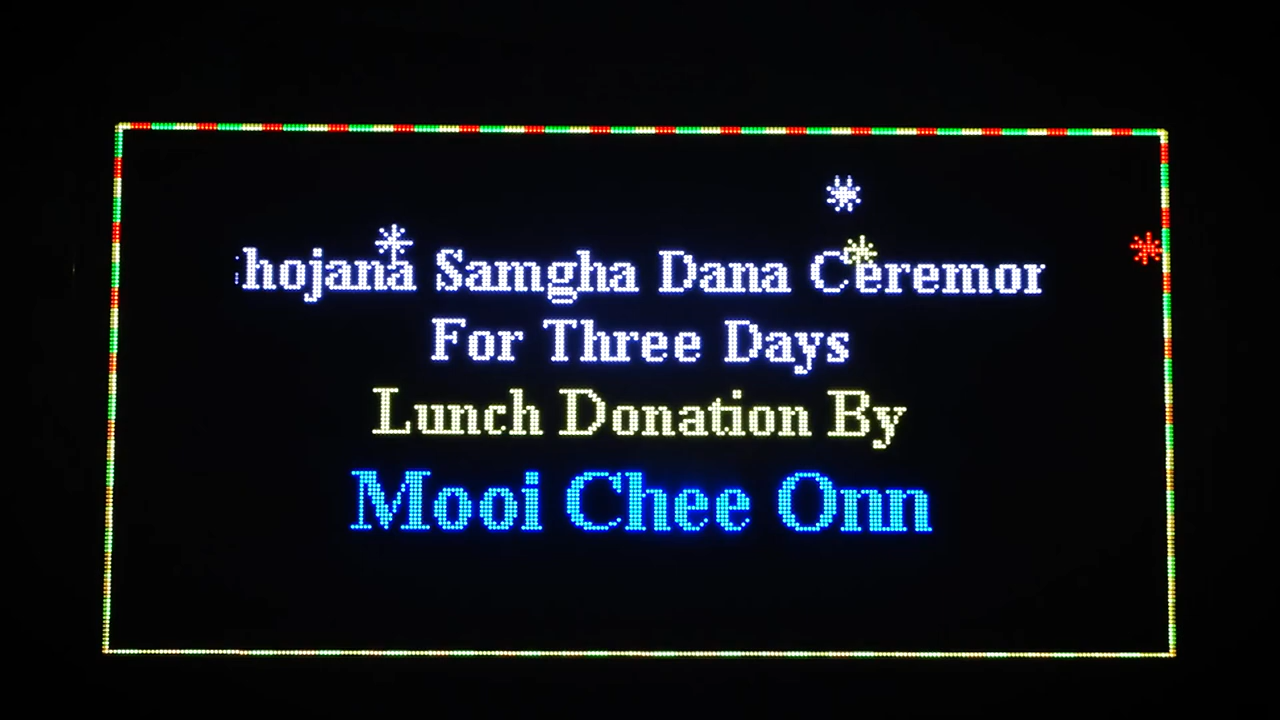 hojana Samgha Dana Ceremor
For Three Days
Lunch Donation By
Mooi Chee Onn